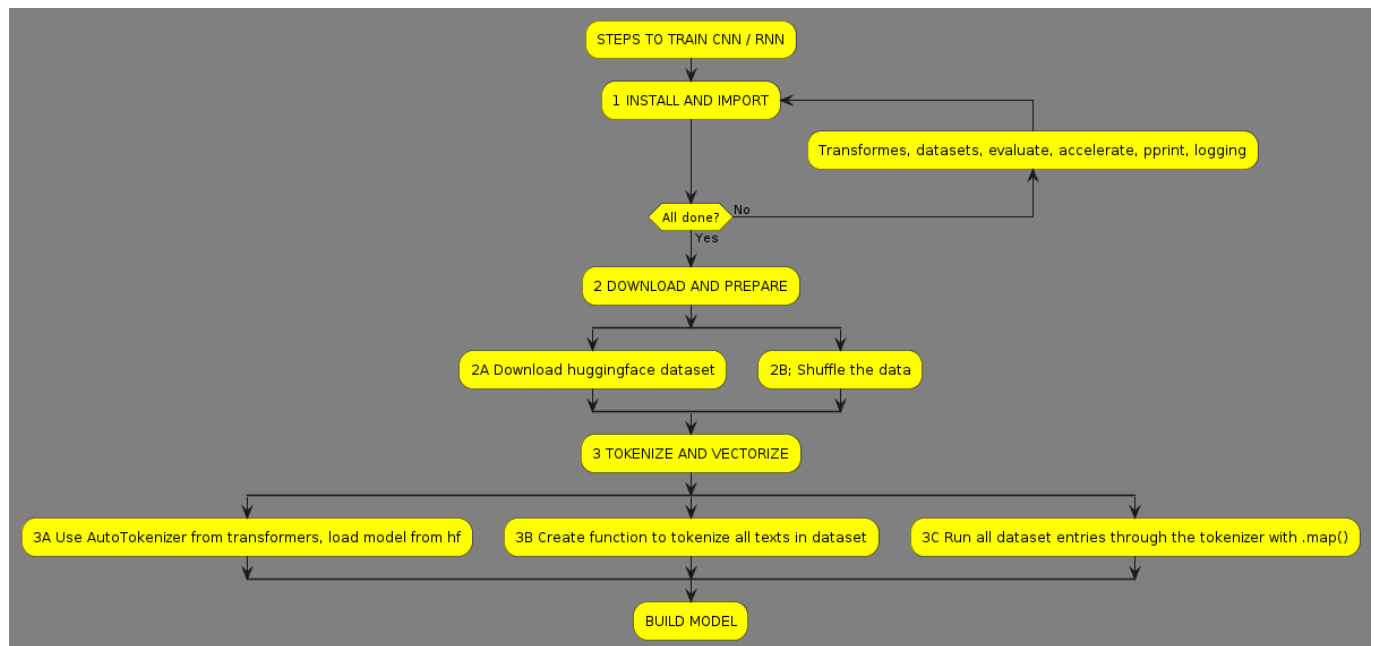 STEPS TO TRAIN CNN / RNN
1 INSTALL AND IMPORT
Transformes, datasets, evaluate, accelerate, pprint, logging
All done?
No
Yes
2 DOWNLOAD AND PREPARE
2A Download huggingface dataset
2B; Shuffle the data
3 TOKENIZE AND VECTORIZE
3A Use AutoTokenizer from transformers, load model from hf
3B Create function to tokenize all texts in dataset
3C Run all dataset entries through the tokenizer with .map()
BUILD MODEL